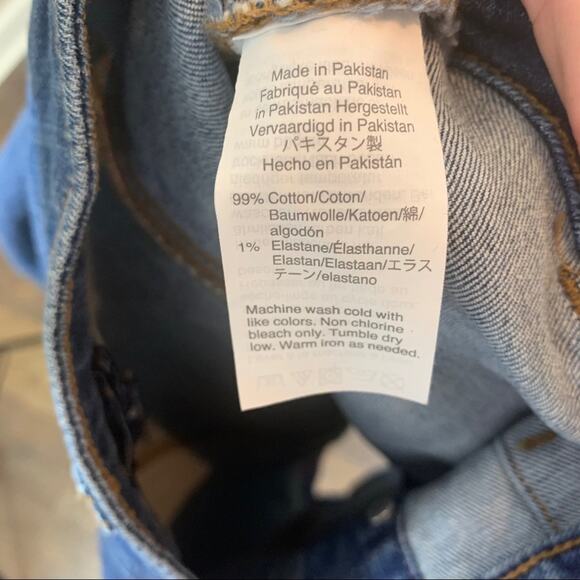 Made in Pakistan
Fabriqué au Pakistan
in Pakistan Hergestellt
Vervaardigd in Pakistan
パキスタン製
Hecho en Pakistán
99% Cotton/Coton/
Baumwolle/Katoen/綿/
algodón
1% Elastane/Élasthanne/
Elastan/Elastaan/エラス
テーン/elastano
Machine wash cold with
like colors. Non chlorine
bleach only. Tumble dry
low. Warm iron as needed.